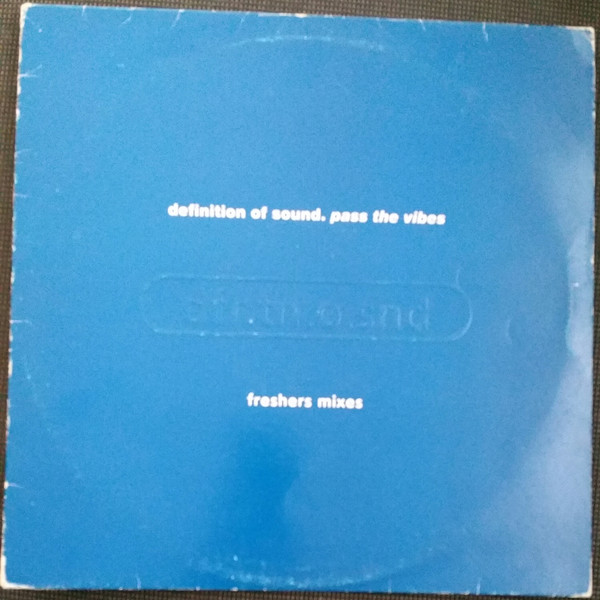 definition of sound. pass the vibes
freshers mixes